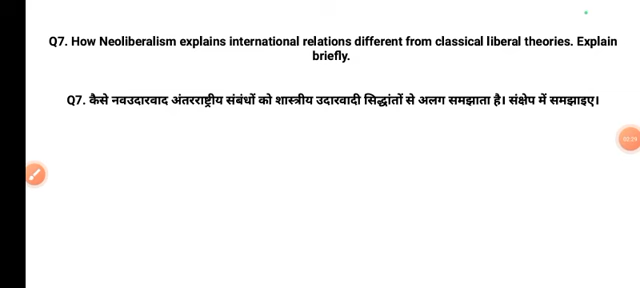 Q7. How Neoliberalism explains international relations different from classical liberal theories. Explain
briefly.
Q7. कैसे नवउदारवाद अंतरराष्ट्रीय संबंधों को शास्त्रीय उदारवादी सिद्धांतों से अलग समझाता है। संक्षेप में समझाइए।